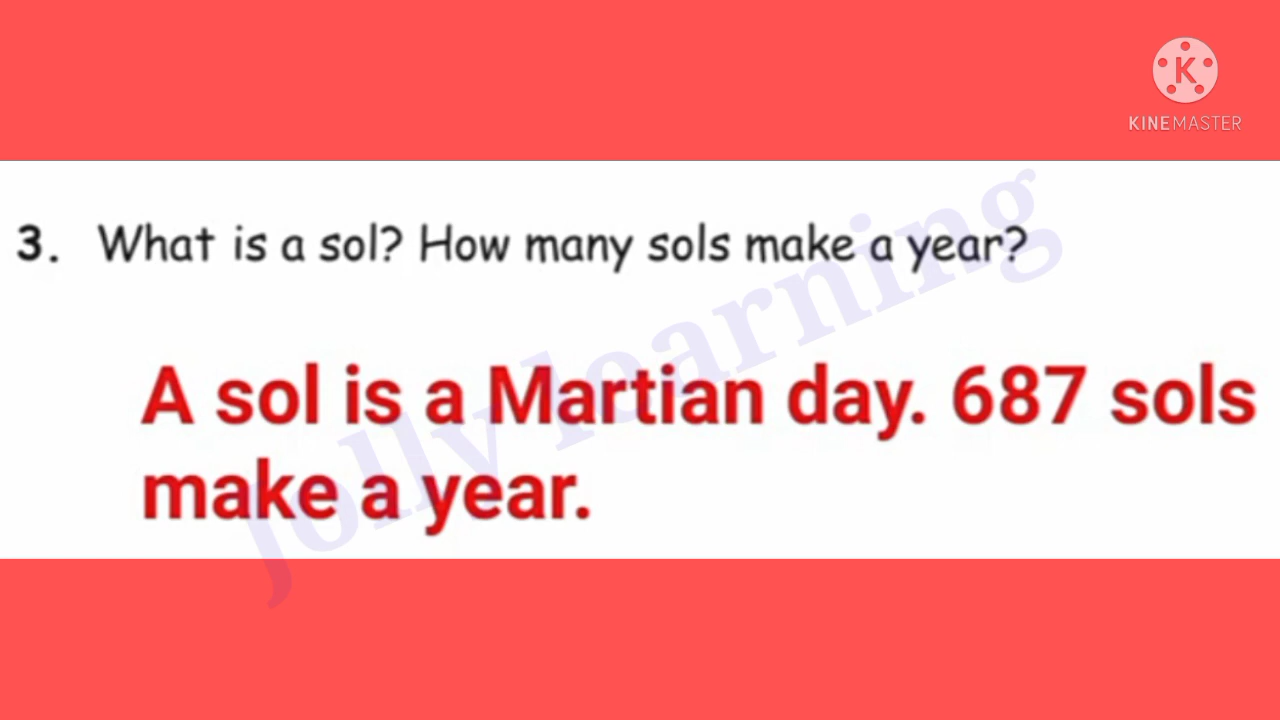 KINEMASTER
3. What is a sol? How many sols make a year?
A sol is a Martian day. 687 sols
make a year.
Jolly learning